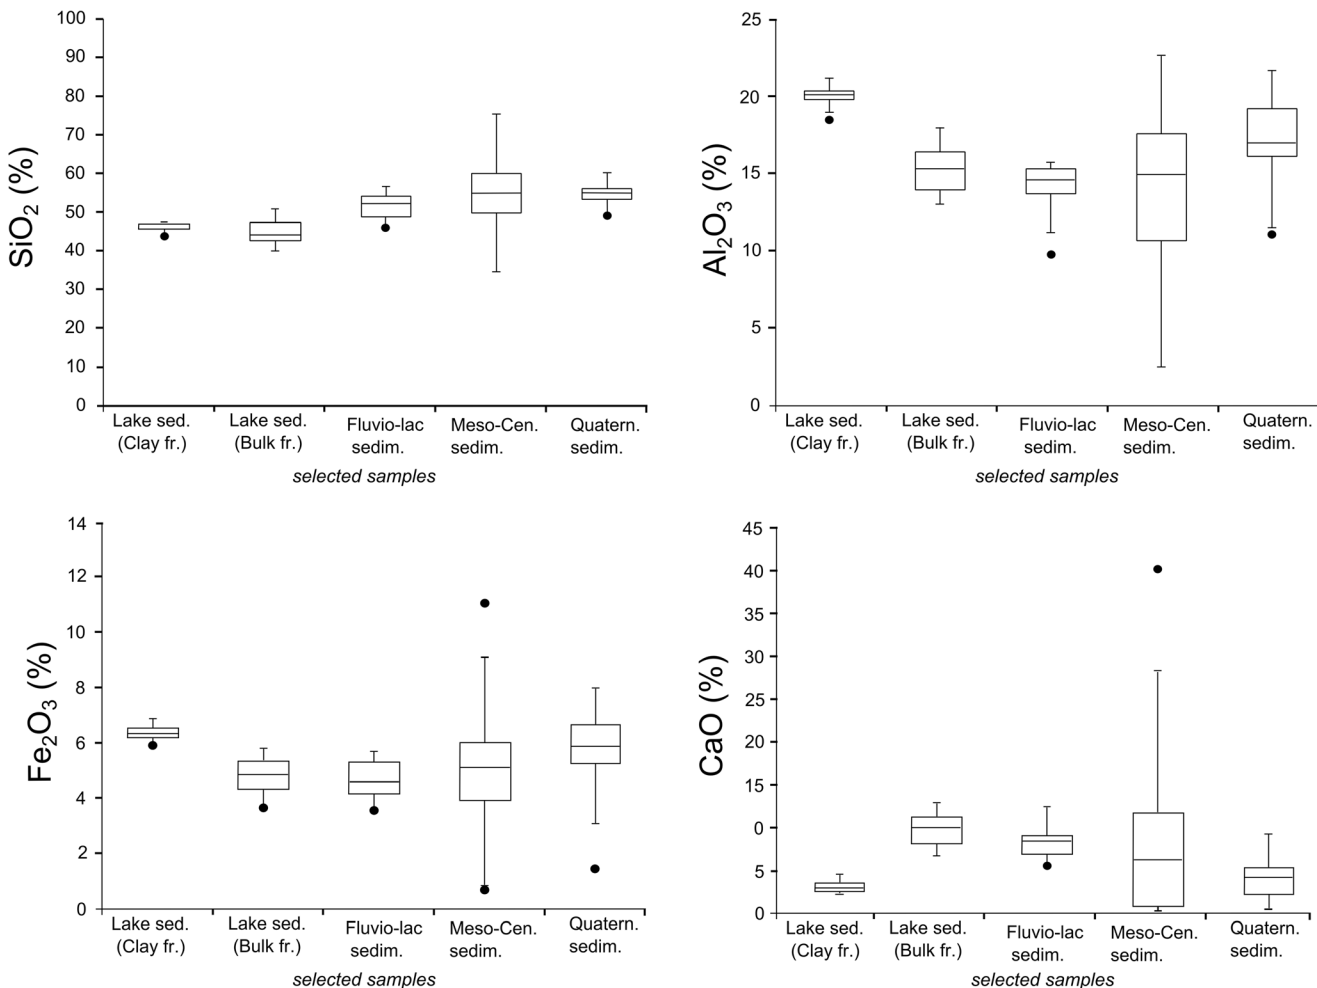 SiO2 (%)
100
90
80
70
60
50
40
30
20
10
0
Lake sed.
(Clay fr.)
Lake sed.
(Bulk fr.)
Fluvio-lac
sedim.
Meso-Cen.
sedim.
Quatern.
sedim.
selected samples
Al2O3 (%)
25
20
15
10
5
0
Lake sed.
(Clay fr.)
Lake sed.
(Bulk fr.)
Fluvio-lac
sedim.
Meso-Cen.
sedim.
Quatern.
sedim.
selected samples
Fe2O3 (%)
14
12
10
8
6
4
2
0
Lake sed.
(Clay fr.)
Lake sed.
(Bulk fr.)
Fluvio-lac
sedim.
Meso-Cen.
sedim.
Quatern.
sedim.
selected samples
CaO (%)
45
40
35
30
25
20
15
0
5
0
Lake sed.
(Clay fr.)
Lake sed.
(Bulk fr.)
Fluvio-lac
sedim.
Meso-Cen.
sedim.
Quatern.
sedim.
selected samples